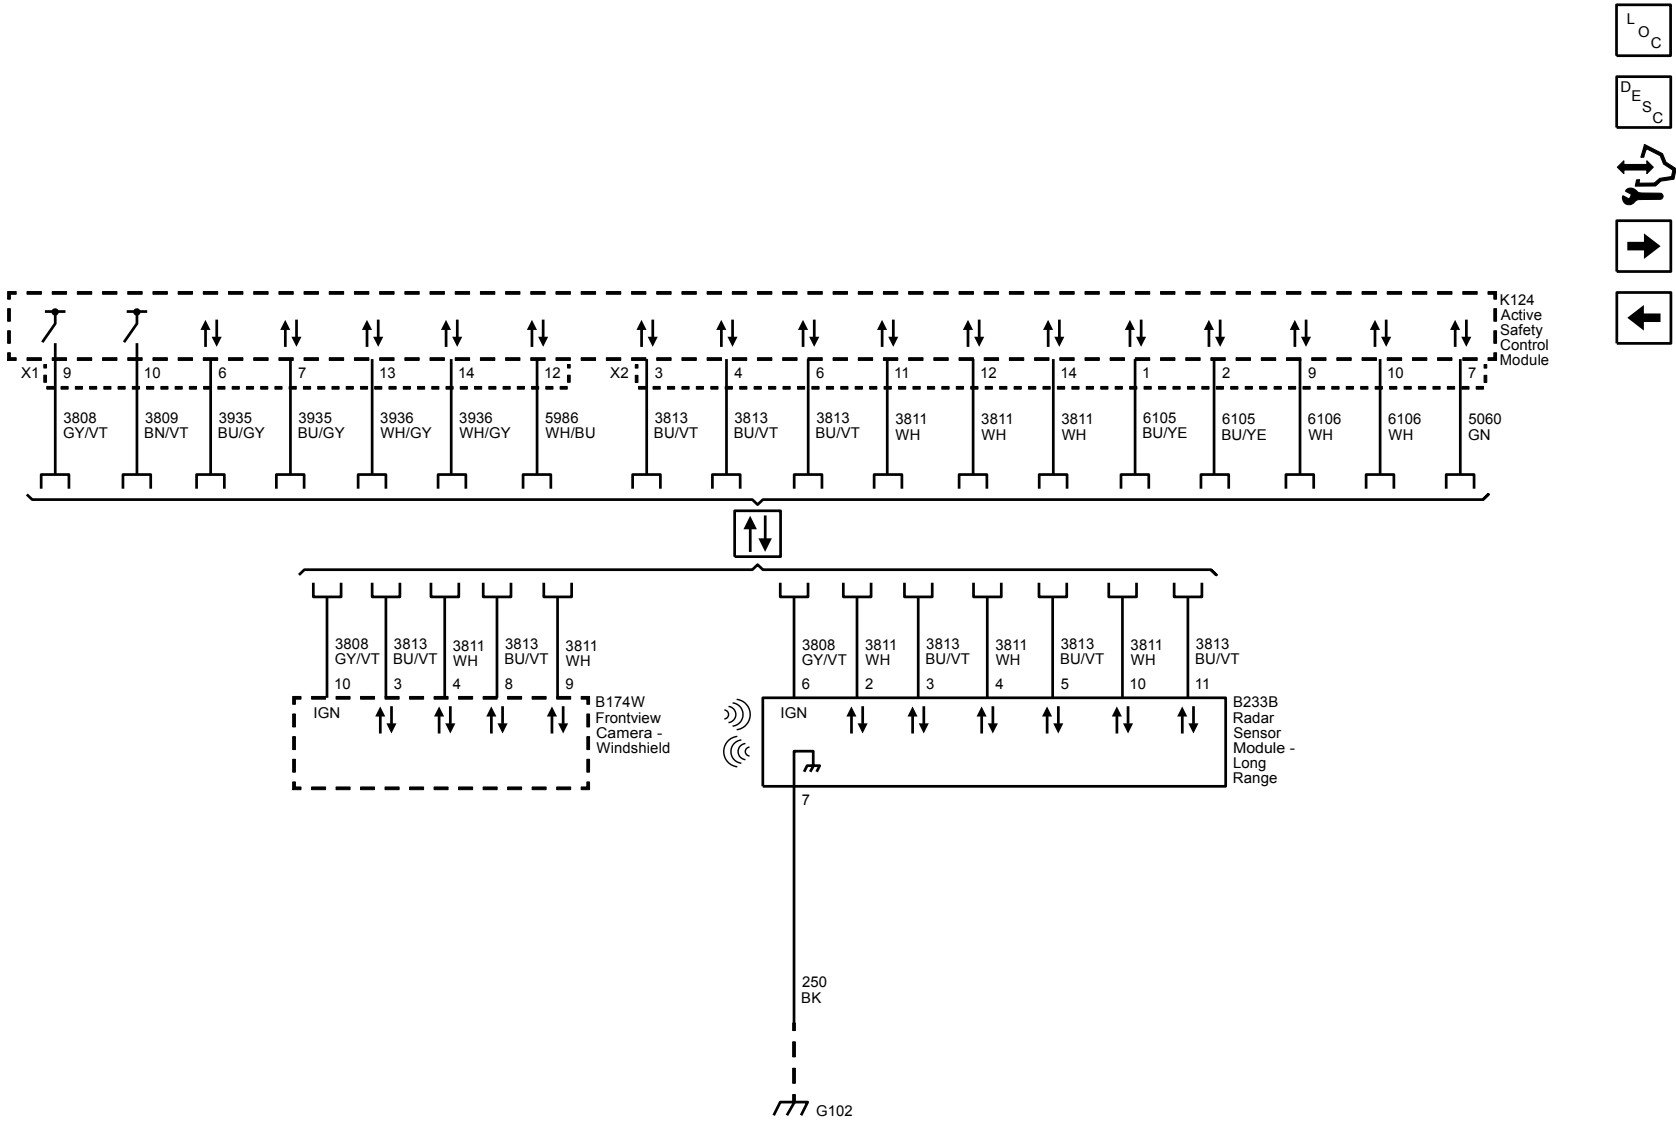 L
O
C
D
E
S
C
K124
Active
Safety
Control
Module
X1 9 10 6 7 13 14 12 X2 3 4 6 11 12 14 1 2 9 10 7
3808 3809 3935 3935 3936 3936 5986 3813 3813 3813 3811 3811 3811 6105 6105 6106 6106 5060
GY/VT BN/VT BU/GY BU/GY WH/GY WH/GY WH/BU BU/VT BU/VT BU/VT WH WH WH BU/YE BU/YE WH WH GN
3808 3813 3811 3813 3811 3808 3811 3813 3811 3813 3811 3813
GY/VT BU/VT WH BU/VT WH GY/VT WH BU/VT WH BU/VT WH BU/VT
10 3 4 8 9 6 2 3 4 5 10 11
IGN
B174W
Frontview
Camera -
Windshield
IGN
B233B
Radar
Sensor
Module -
Long
Range
7
250
BK
G102